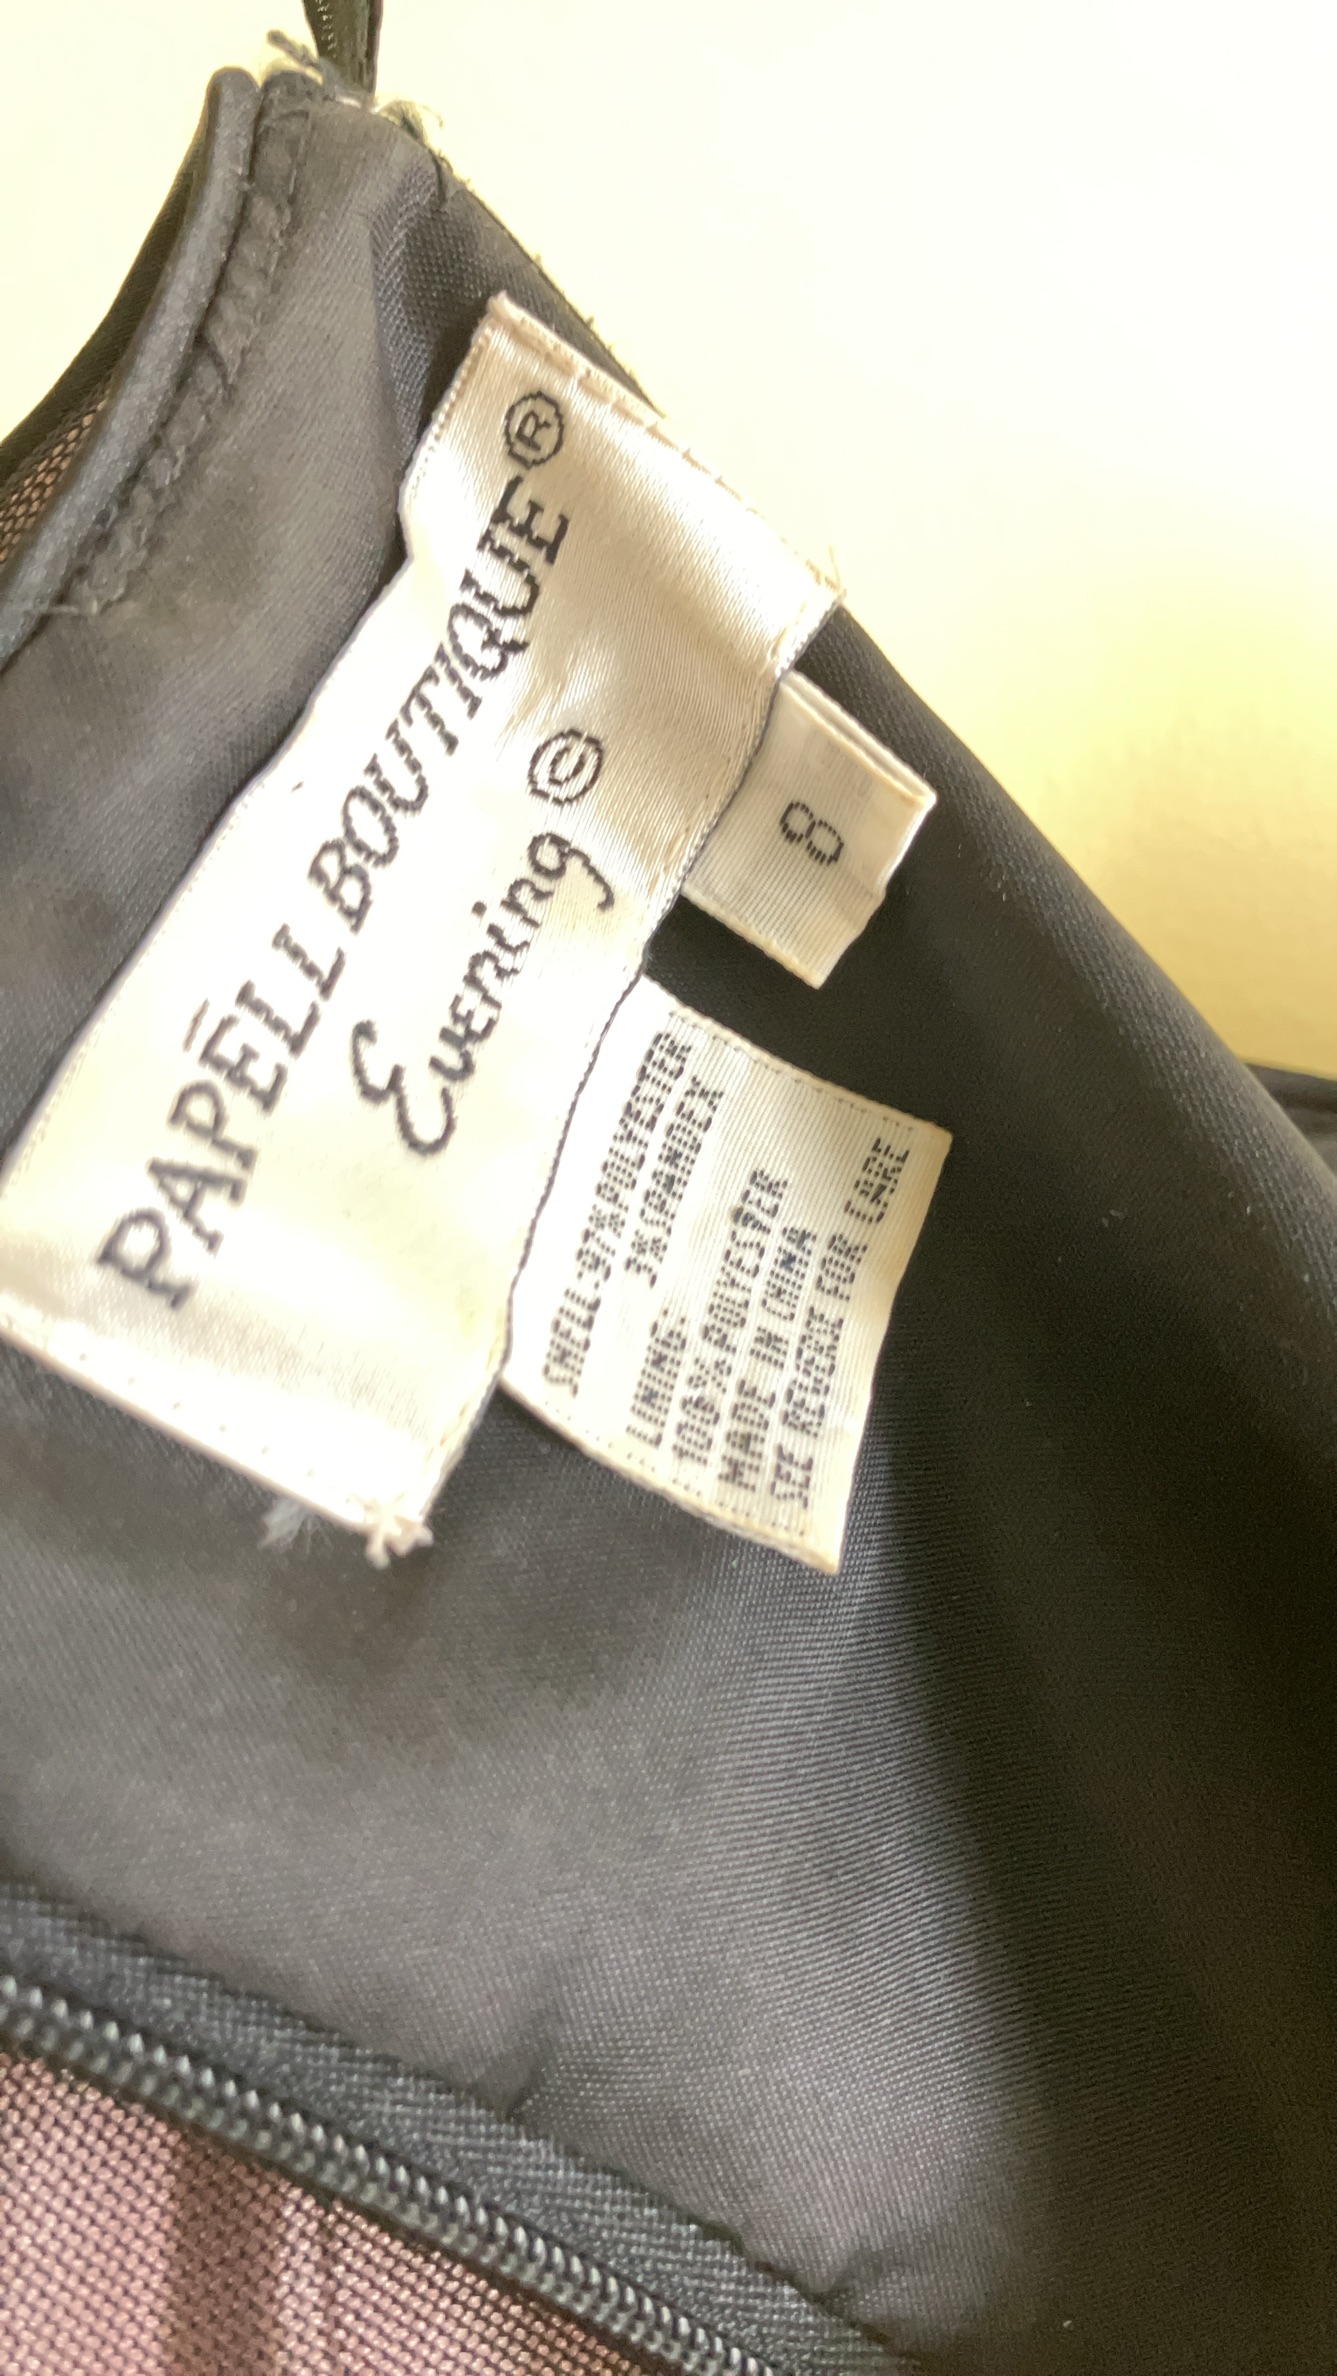 PAPĒLL BOUTIQUE®
Evening ©
8
SHELL:97%POLYESTER
3%SPANDEX
LINING:
100%POLYESTER
MADE IN CHINA
SEE REVERSE FOR CARE